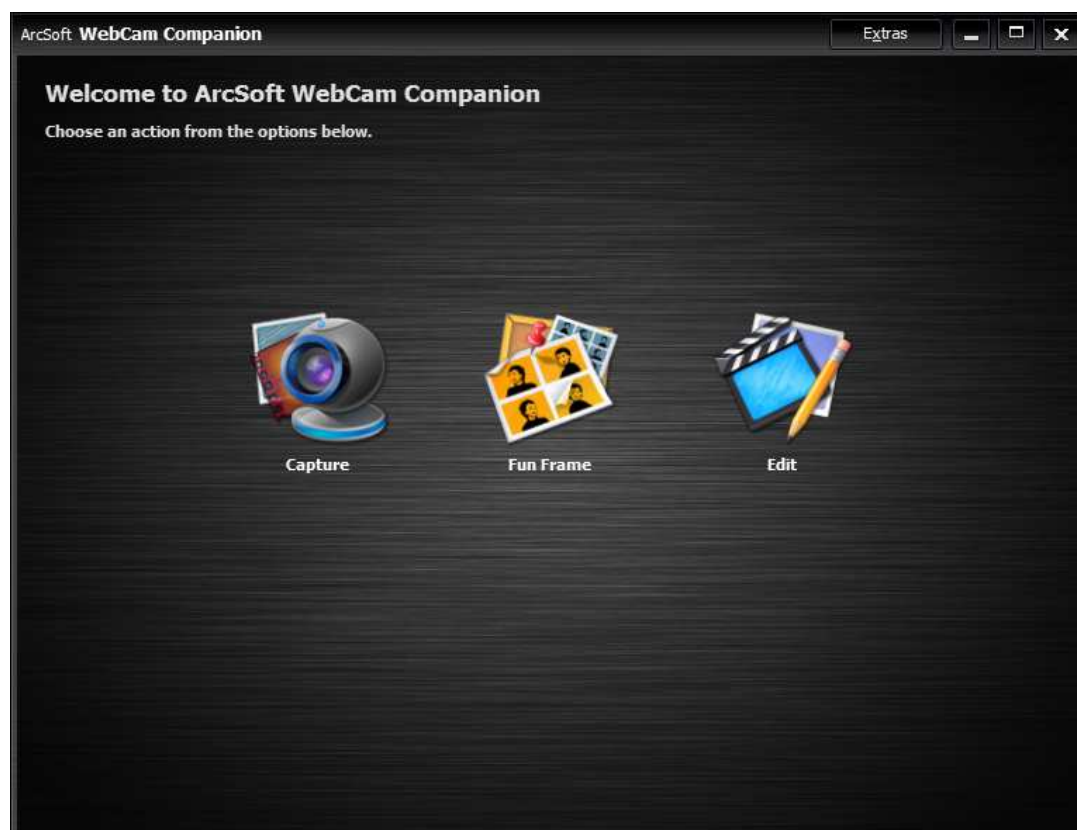 ArcSoft WebCam Companion Extras
Welcome to ArcSoft WebCam Companion
Choose an action from the options below.
Capture Fun Frame Edit